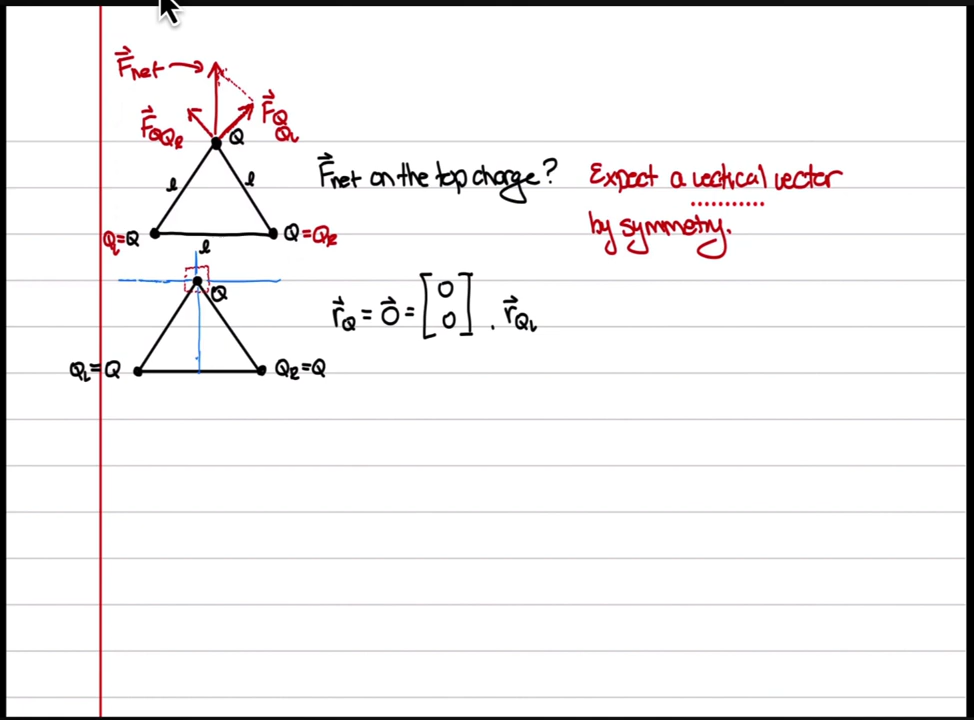 F⃗net →
F⃗QQR
F⃗QQL
Q
l
l
F⃗net on the top charge? Expect a vertical vector
QL=Q
Q=QR
by symmetry.
l
Q
r⃗Q = 0⃗ = [0 0] , r⃗QL
QL=Q
QR=Q